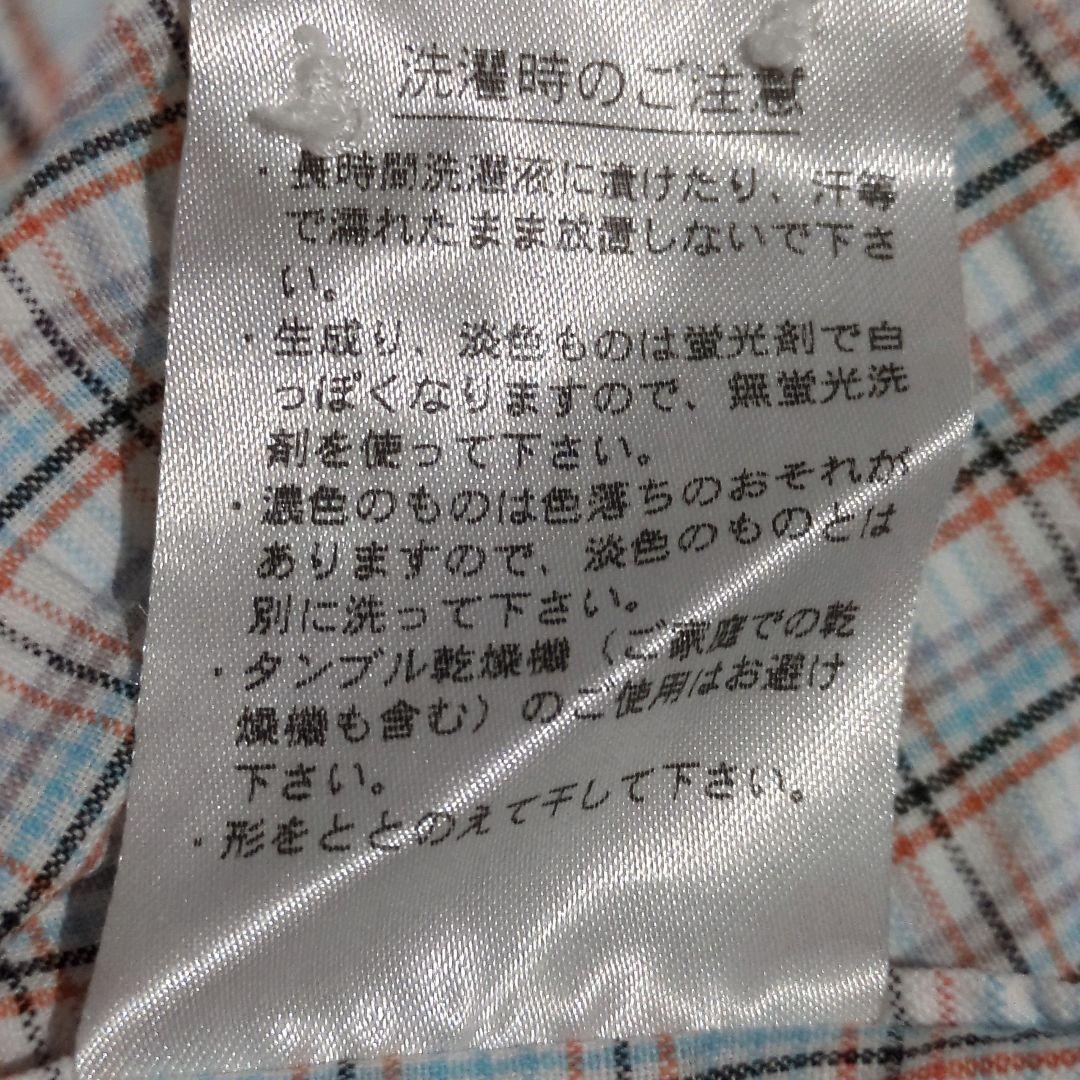 洗濯時のご注意
・長時間洗濯液に漬けたり、汗等
で濡れたまま放置しないで下さ
い。
・生成り、淡色ものは蛍光剤で白
っぽくなりますので、無蛍光洗
剤を使って下さい。
・濃色のものは色落ちのおそれが
ありますので、淡色のものとは
別に洗って下さい。
・タンブル乾燥機（ご家庭での乾
燥機も含む）のご使用はお避け
下さい。
・形をととのえて干して下さい。